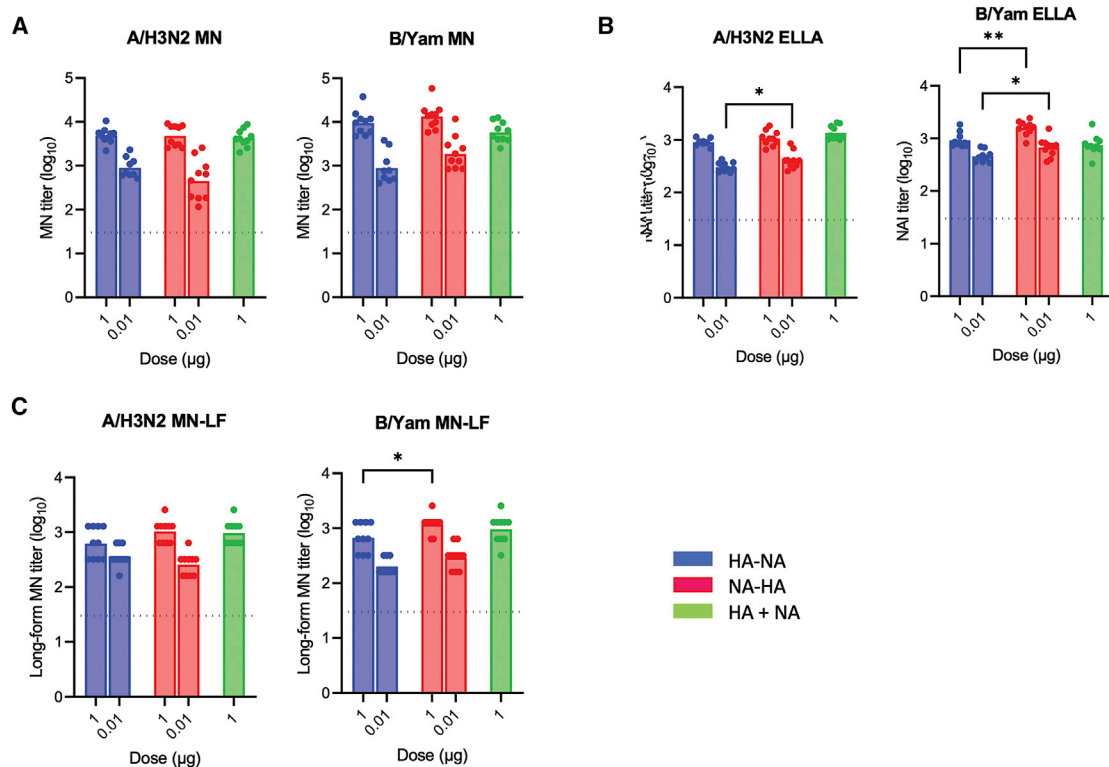 A
A/H3N2 MN
B/Yam MN
MN titer (log10)
5
4
3
2
1
0
1
0.01
1
0.01
1
Dose (µg)
MN titer (log10)
5
4
3
2
1
0
1
0.01
1
0.01
1
Dose (µg)
B
A/H3N2 ELLA
B/Yam ELLA
*
4
3
2
1
0
1
0.01
1
0.01
1
Dose (µg)
**
*
NAI titer (log10)
4
3
2
1
0
1
0.01
1
0.01
1
Dose (µg)
C
A/H3N2 MN-LF
B/Yam MN-LF
Long-form MN titer (log10)
4
3
2
1
0
1
0.01
1
0.01
1
Dose (µg)
*
Long-form MN titer (log10)
4
3
2
1
0
1
0.01
1
0.01
1
Dose (µg)
HA-NA
NA-HA
HA + NA